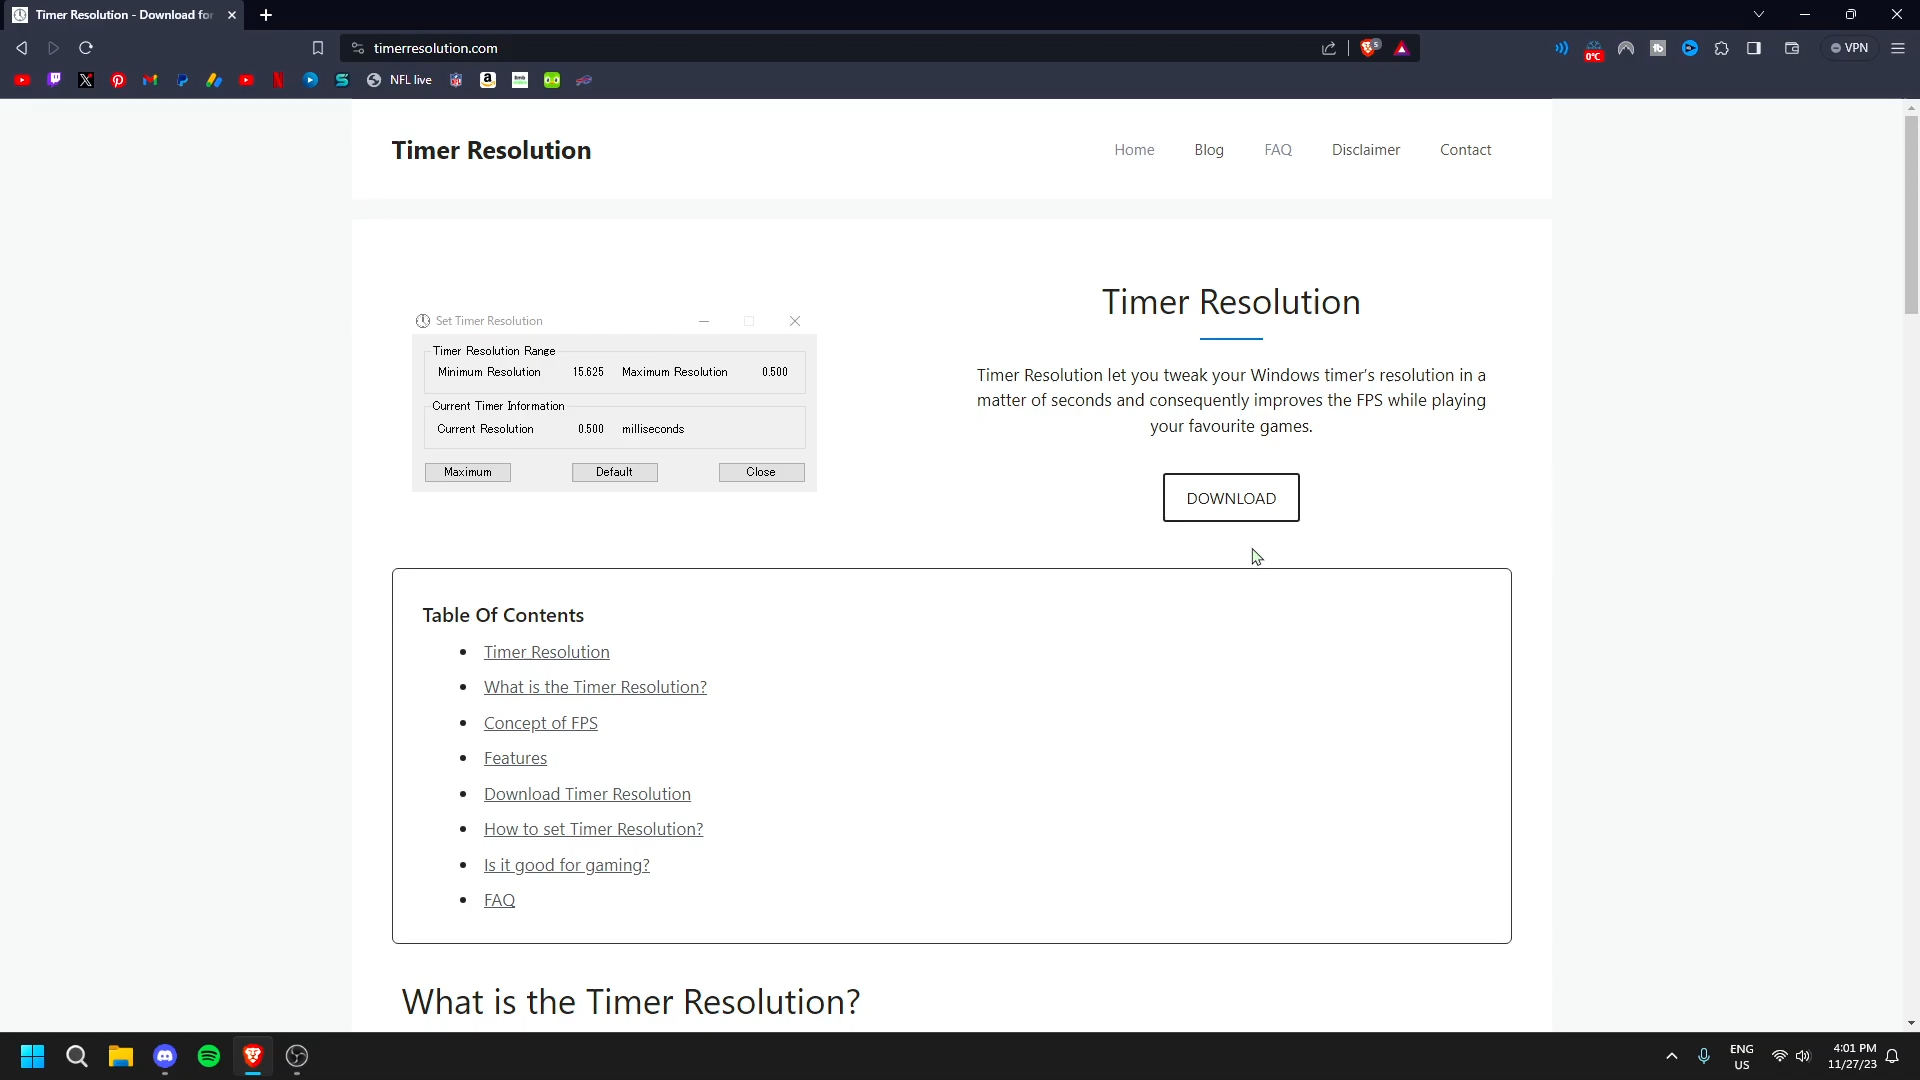 Timer Resolution - Download for
timerresolution.com
5
0°C
VPN
NFL live
Timer Resolution
Home
Blog
FAQ
Disclaimer
Contact
Set Timer Resolution
Timer Resolution Range
Minimum Resolution 15.625 Maximum Resolution 0.500
Current Timer Information
Current Resolution 0.500 milliseconds
Maximum
Default
Close
Timer Resolution
Timer Resolution let you tweak your Windows timer's resolution in a
matter of seconds and consequently improves the FPS while playing
your favourite games.
DOWNLOAD
Table Of Contents
Timer Resolution
What is the Timer Resolution?
Concept of FPS
Features
Download Timer Resolution
How to set Timer Resolution?
Is it good for gaming?
FAQ
What is the Timer Resolution?
ENG
US
4:01 PM
11/27/23